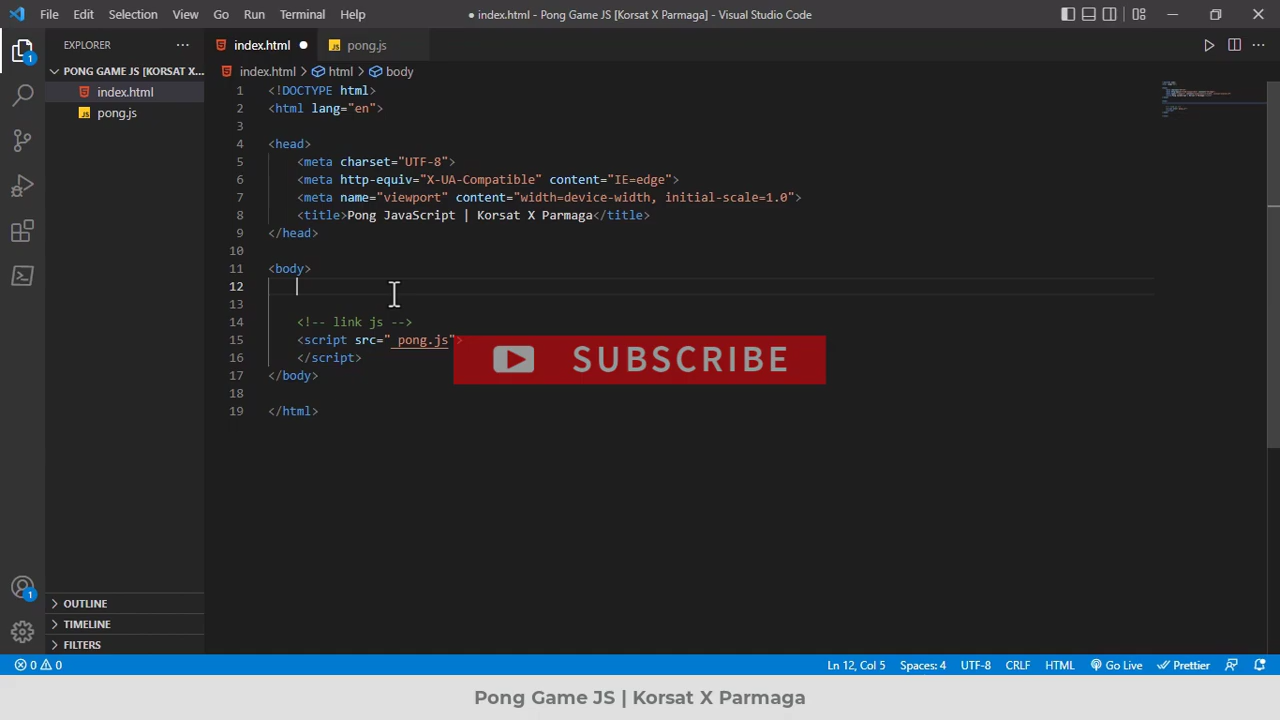 File Edit Selection View Go Run Terminal Help
● index.html - Pong Game JS [Korsat X Parmaga] - Visual Studio Code
EXPLORER ···
index.html ●
pong.js
1
PONG GAME JS [KORSAT X...
index.html
pong.js
index.html > html > body
1 <!DOCTYPE html>
2 <html lang="en">
3
4 <head>
5 <meta charset="UTF-8">
6 <meta http-equiv="X-UA-Compatible" content="IE=edge">
7 <meta name="viewport" content="width=device-width, initial-scale=1.0">
8 <title>Pong JavaScript | Korsat X Parmaga</title>
9 </head>
10
11 <body>
12
13
14 <!-- link js -->
15 <script src=" pong.js">
16 </script>
17 </body>
18
19 </html>
SUBSCRIBE
1
OUTLINE
TIMELINE
FILTERS
0 0
Ln 12, Col 5 Spaces: 4 UTF-8 CRLF HTML Go Live Prettier
Pong Game JS | Korsat X Parmaga